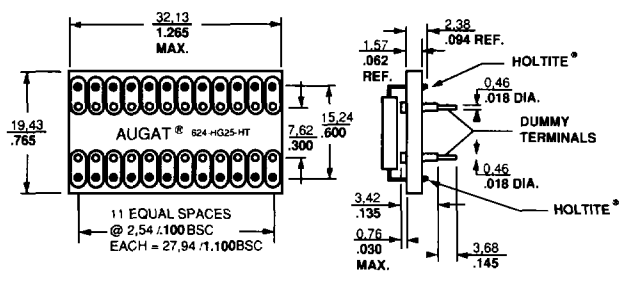 32,13
1.265
MAX.
2,38
.094 REF.
1,57
.062
REF.
HOLTITE®
0,46
.018 DIA.
19,43
.765
AUGAT® 624-HG25-HT
7,62
.300
15,24
.600
DUMMY
TERMINALS
0,46
.018 DIA.
3,42
.135
HOLTITE®
11 EQUAL SPACES
@ 2,54/.100 BSC
EACH = 27,94/1.100BSC
0,76
.030
MAX.
3,68
.145